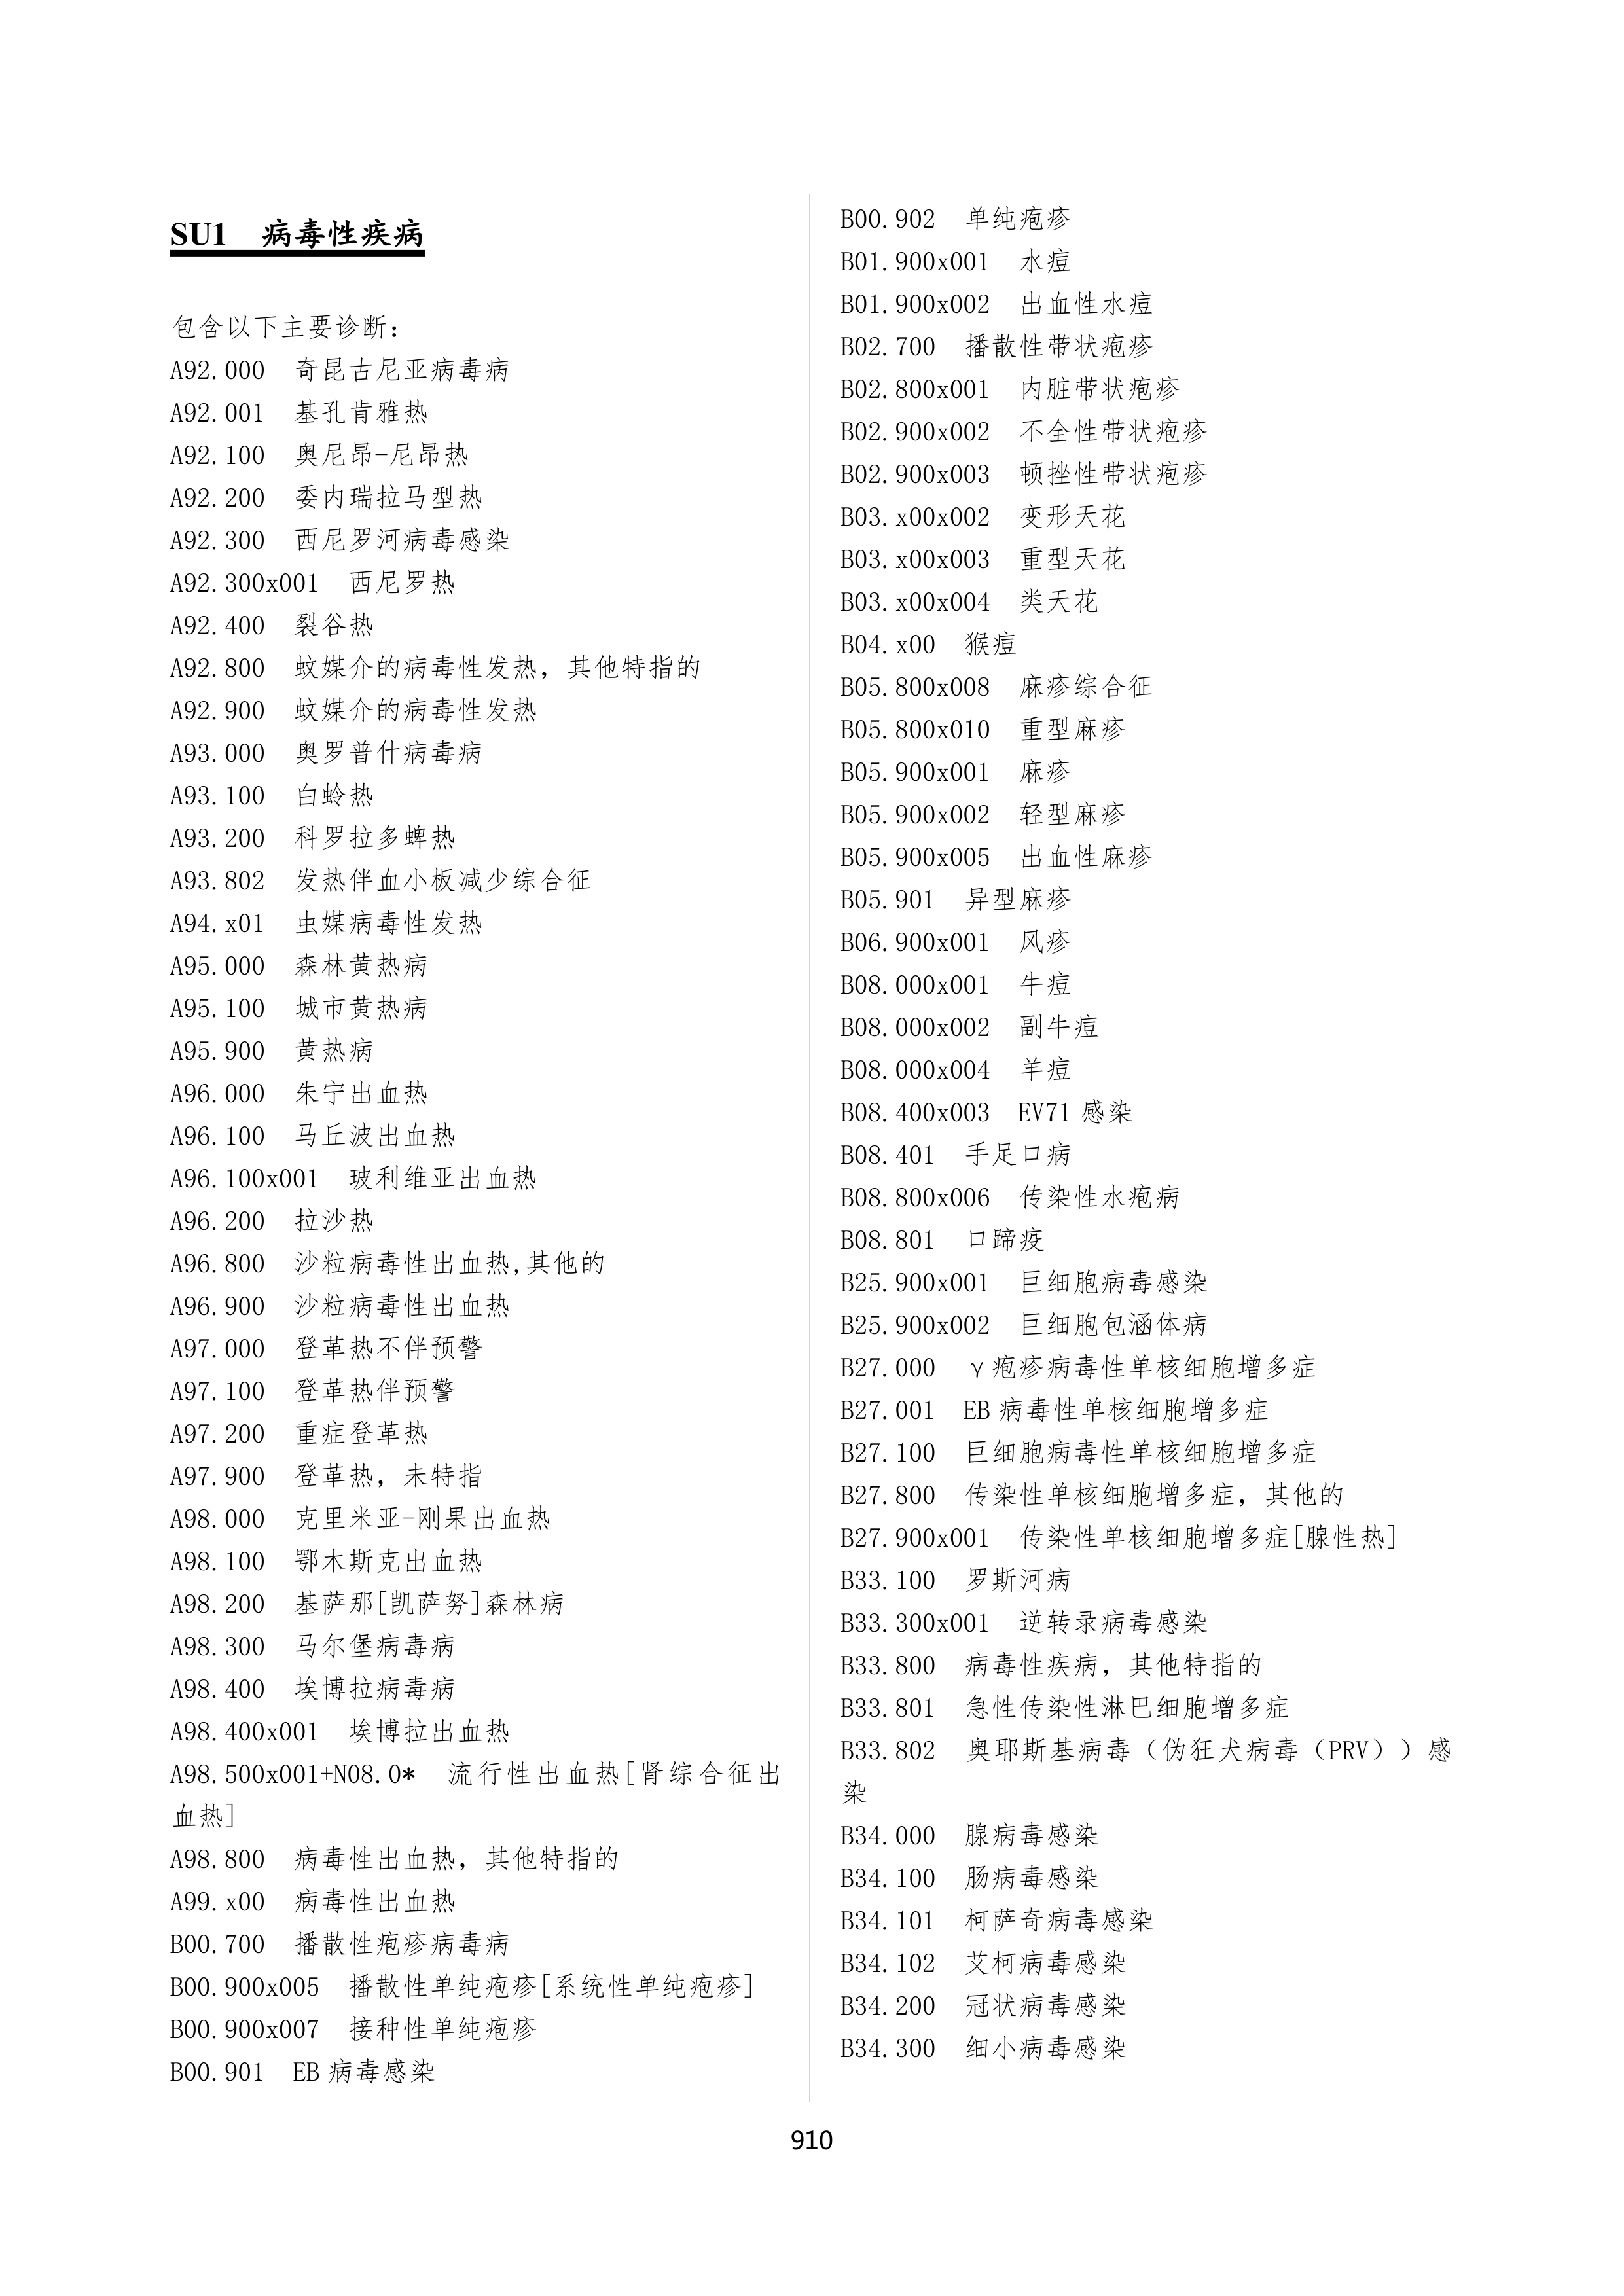 SU1　病毒性疾病
包含以下主要诊断：
A92.000　奇昆古尼亚病毒病
A92.001　基孔肯雅热
A92.100　奥尼昂-尼昂热
A92.200　委内瑞拉马型热
A92.300　西尼罗河病毒感染
A92.300x001　西尼罗热
A92.400　裂谷热
A92.800　蚊媒介的病毒性发热，其他特指的
A92.900　蚊媒介的病毒性发热
A93.000　奥罗普什病毒病
A93.100　白蛉热
A93.200　科罗拉多蜱热
A93.802　发热伴血小板减少综合征
A94.x01　虫媒病毒性发热
A95.000　森林黄热病
A95.100　城市黄热病
A95.900　黄热病
A96.000　朱宁出血热
A96.100　马丘波出血热
A96.100x001　玻利维亚出血热
A96.200　拉沙热
A96.800　沙粒病毒性出血热,其他的
A96.900　沙粒病毒性出血热
A97.000　登革热不伴预警
A97.100　登革热伴预警
A97.200　重症登革热
A97.900　登革热，未特指
A98.000　克里米亚-刚果出血热
A98.100　鄂木斯克出血热
A98.200　基萨那[凯萨努]森林病
A98.300　马尔堡病毒病
A98.400　埃博拉病毒病
A98.400x001　埃博拉出血热
A98.500x001+N08.0*　流行性出血热[肾综合征出
血热]
A98.800　病毒性出血热，其他特指的
A99.x00　病毒性出血热
B00.700　播散性疱疹病毒病
B00.900x005　播散性单纯疱疹[系统性单纯疱疹]
B00.900x007　接种性单纯疱疹
B00.901　EB 病毒感染
B00.902　单纯疱疹
B01.900x001　水痘
B01.900x002　出血性水痘
B02.700　播散性带状疱疹
B02.800x001　内脏带状疱疹
B02.900x002　不全性带状疱疹
B02.900x003　顿挫性带状疱疹
B03.x00x002　变形天花
B03.x00x003　重型天花
B03.x00x004　类天花
B04.x00　猴痘
B05.800x008　麻疹综合征
B05.800x010　重型麻疹
B05.900x001　麻疹
B05.900x002　轻型麻疹
B05.900x005　出血性麻疹
B05.901　异型麻疹
B06.900x001　风疹
B08.000x001　牛痘
B08.000x002　副牛痘
B08.000x004　羊痘
B08.400x003　EV71 感染
B08.401　手足口病
B08.800x006　传染性水疱病
B08.801　口蹄疫
B25.900x001　巨细胞病毒感染
B25.900x002　巨细胞包涵体病
B27.000　γ疱疹病毒性单核细胞增多症
B27.001　EB 病毒性单核细胞增多症
B27.100　巨细胞病毒性单核细胞增多症
B27.800　传染性单核细胞增多症，其他的
B27.900x001　传染性单核细胞增多症[腺性热]
B33.100　罗斯河病
B33.300x001　逆转录病毒感染
B33.800　病毒性疾病，其他特指的
B33.801　急性传染性淋巴细胞增多症
B33.802　奥耶斯基病毒（伪狂犬病毒（PRV））感
染
B34.000　腺病毒感染
B34.100　肠病毒感染
B34.101　柯萨奇病毒感染
B34.102　艾柯病毒感染
B34.200　冠状病毒感染
B34.300　细小病毒感染
910